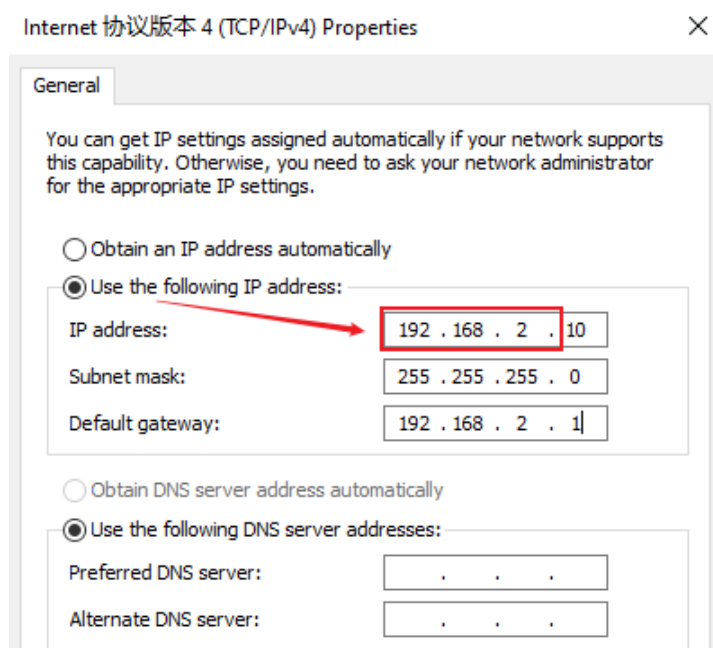 Internet 协议版本 4 (TCP/IPv4) Properties
General
You can get IP settings assigned automatically if your network supports
this capability. Otherwise, you need to ask your network administrator
for the appropriate IP settings.
Obtain an IP address automatically
Use the following IP address:
IP address: 192 . 168 . 2 . 10
Subnet mask: 255 . 255 . 255 . 0
Default gateway: 192 . 168 . 2 . 1
Obtain DNS server address automatically
Use the following DNS server addresses:
Preferred DNS server: . . .
Alternate DNS server: . . .